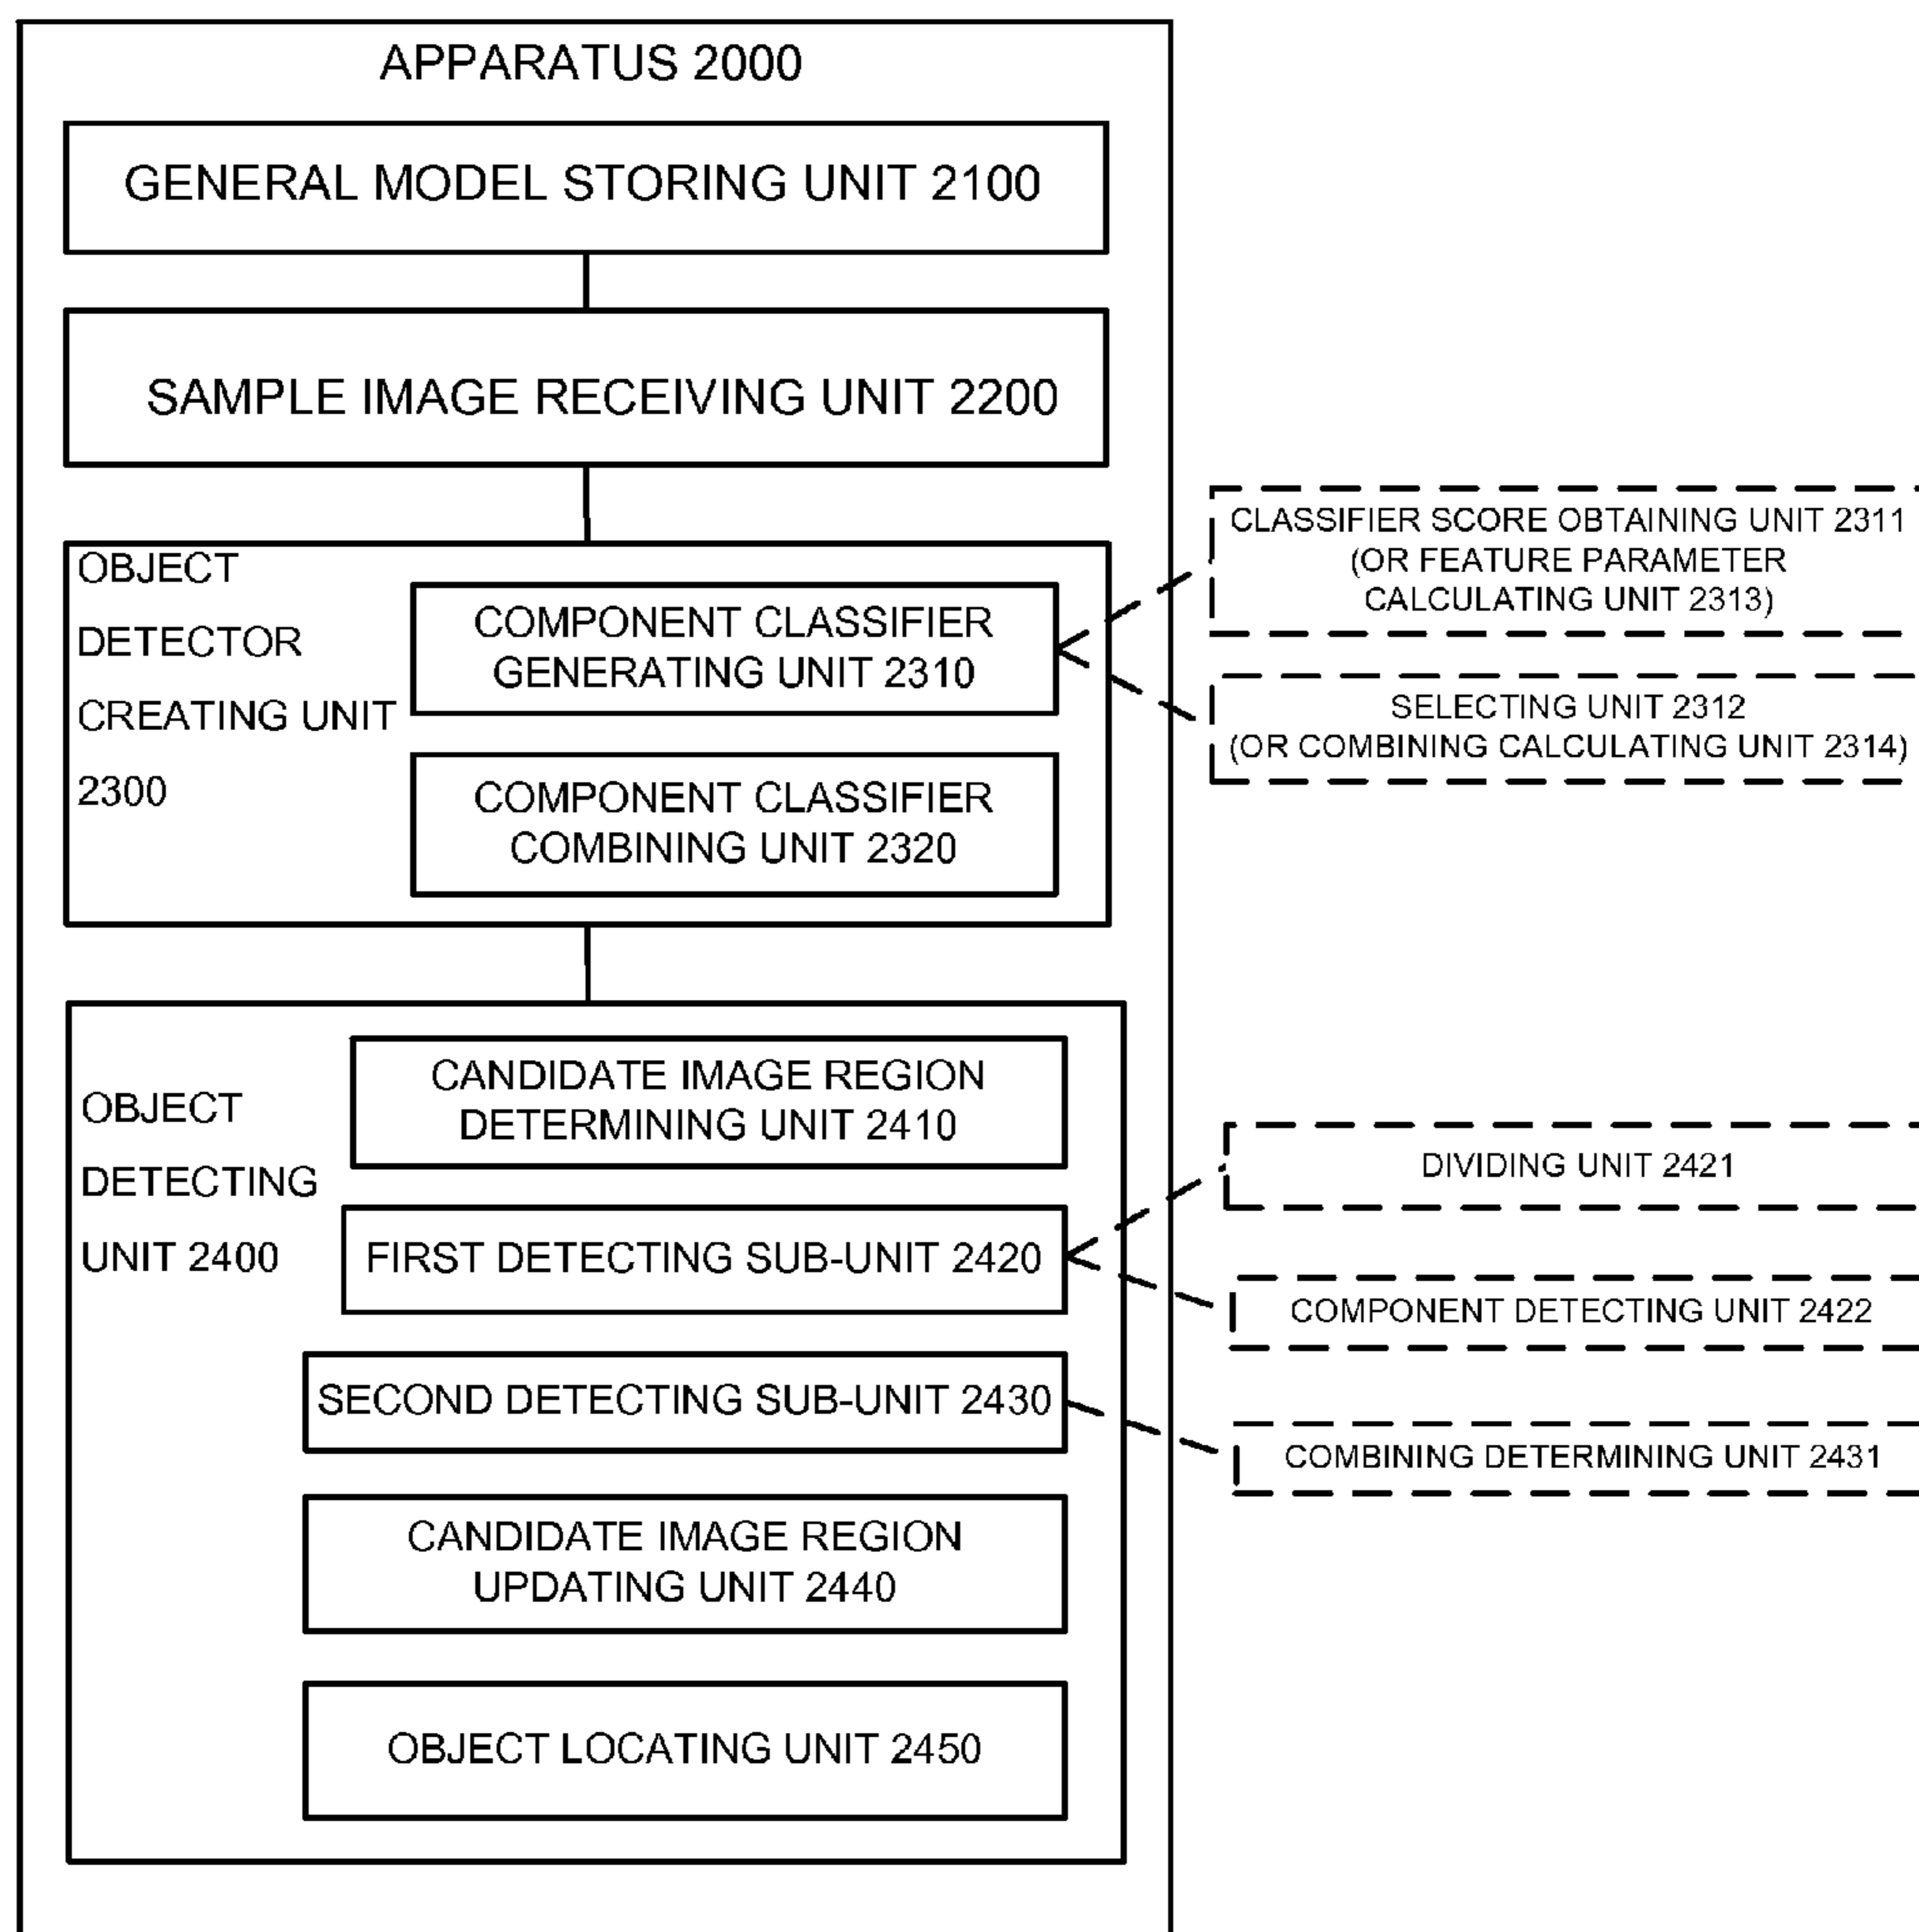 APPARATUS 2000
GENERAL MODEL STORING UNIT 2100
SAMPLE IMAGE RECEIVING UNIT 2200
OBJECT
DETECTOR
CREATING UNIT
2300
COMPONENT CLASSIFIER
GENERATING UNIT 2310
COMPONENT CLASSIFIER
COMBINING UNIT 2320
CLASSIFIER SCORE OBTAINING UNIT 2311
(OR FEATURE PARAMETER
CALCULATING UNIT 2313)
SELECTING UNIT 2312
(OR COMBINING CALCULATING UNIT 2314)
OBJECT
DETECTING
UNIT 2400
CANDIDATE IMAGE REGION
DETERMINING UNIT 2410
FIRST DETECTING SUB-UNIT 2420
SECOND DETECTING SUB-UNIT 2430
CANDIDATE IMAGE REGION
UPDATING UNIT 2440
OBJECT LOCATING UNIT 2450
DIVIDING UNIT 2421
COMPONENT DETECTING UNIT 2422
COMBINING DETERMINING UNIT 2431